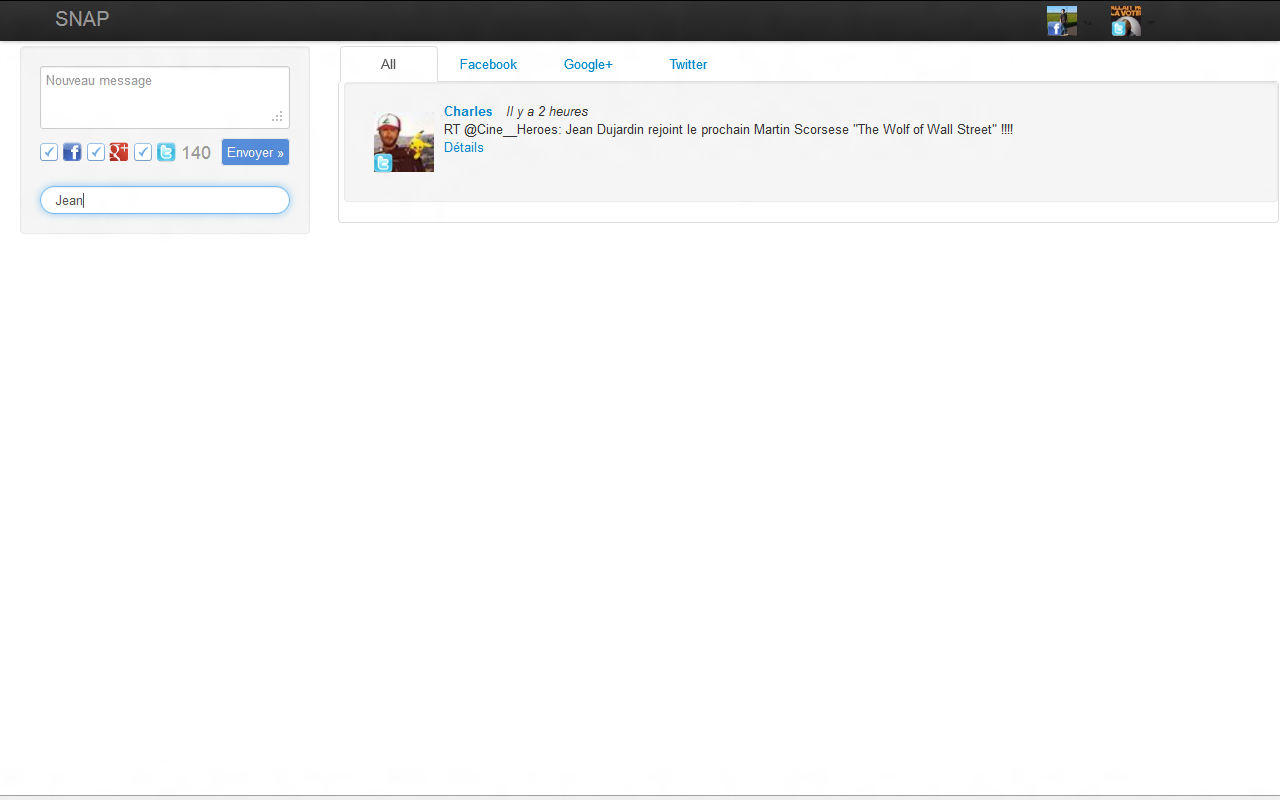 SNAP
Nouveau message
140 Envoyer »
Jean
All Facebook Google+ Twitter
Charles Il y a 2 heures
RT @Cine__Heroes: Jean Dujardin rejoint le prochain Martin Scorsese "The Wolf of Wall Street" !!!!
Détails